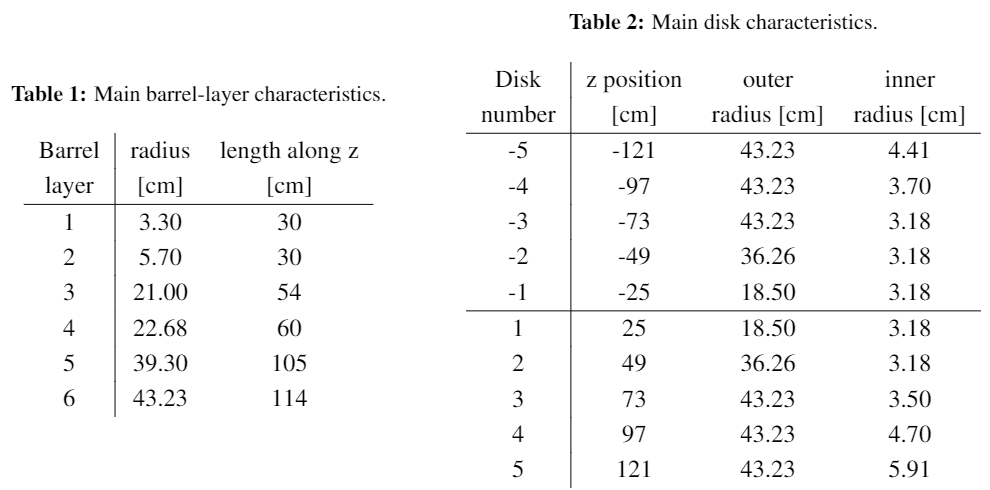 Table 1: Main barrel-layer characteristics.
Barrel radius length along z
layer [cm] [cm]
1 3.30 30
2 5.70 30
3 21.00 54
4 22.68 60
5 39.30 105
6 43.23 114
Table 2: Main disk characteristics.
Disk z position outer inner
number [cm] radius [cm] radius [cm]
-5 -121 43.23 4.41
-4 -97 43.23 3.70
-3 -73 43.23 3.18
-2 -49 36.26 3.18
-1 -25 18.50 3.18
1 25 18.50 3.18
2 49 36.26 3.18
3 73 43.23 3.50
4 97 43.23 4.70
5 121 43.23 5.91